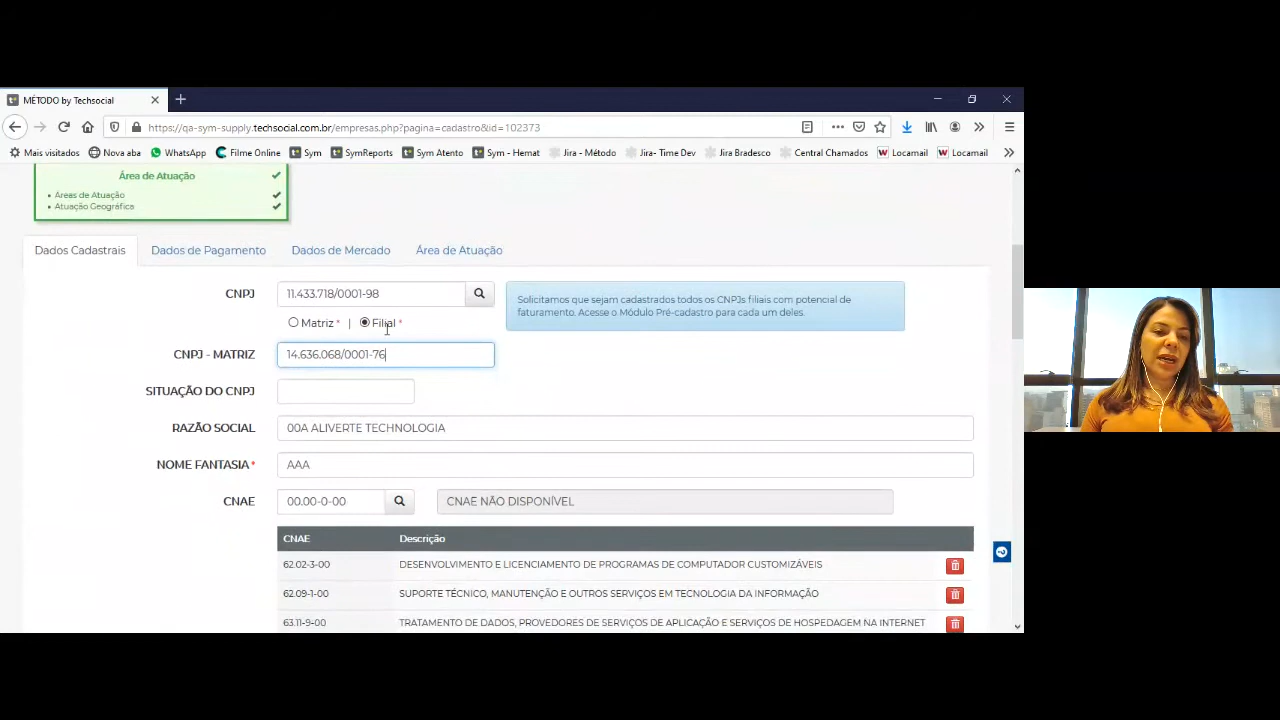 MÉTODO by Techsocial
https://qa-sym-supply.techsocial.com.br/empresas.php?pagina=cadastro&id=102373
Mais visitados Nova aba WhatsApp Filme Online Sym SymReports Sym Atento Sym - Hemat Jira - Método Jira- Time Dev Jira Bradesco Central Chamados Locamail Locamail
Área de Atuação
Áreas de Atuação
Atuação Geográfica
Dados Cadastrais Dados de Pagamento Dados de Mercado Área de Atuação
CNPJ 11.433.718/0001-98
Solicitamos que sejam cadastrados todos os CNPJs filiais com potencial de
faturamento. Acesse o Módulo Pré-cadastro para cada um deles.
Matriz * | Filial *
CNPJ - MATRIZ 14.636.068/0001-76
SITUAÇÃO DO CNPJ
RAZÃO SOCIAL 00A ALIVERTE TECHNOLOGIA
NOME FANTASIA* AAA
CNAE 00.00-0-00 CNAE NÃO DISPONÍVEL
CNAE Descrição
62.02-3-00 DESENVOLVIMENTO E LICENCIAMENTO DE PROGRAMAS DE COMPUTADOR CUSTOMIZÁVEIS
62.09-1-00 SUPORTE TÉCNICO, MANUTENÇÃO E OUTROS SERVIÇOS EM TECNOLOGIA DA INFORMAÇÃO
63.11-9-00 TRATAMENTO DE DADOS, PROVEDORES DE SERVIÇOS DE APLICAÇÃO E SERVIÇOS DE HOSPEDAGEM NA INTERNET